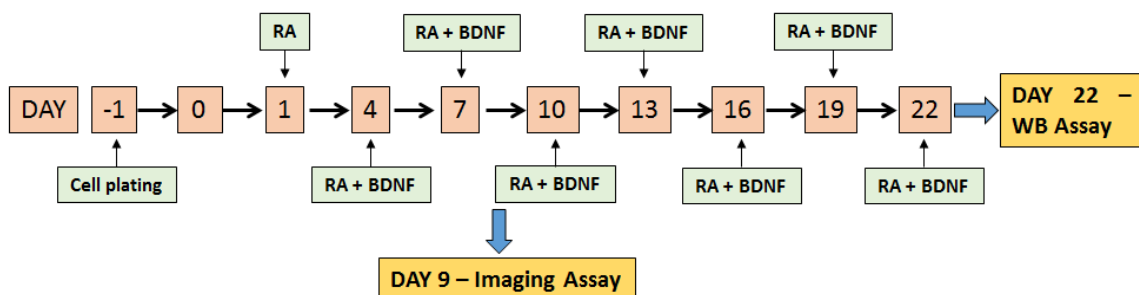 RA
RA + BDNF
RA + BDNF
RA + BDNF
DAY
-1
0
1
4
7
10
13
16
19
22
DAY 22 –
WB Assay
Cell plating
RA + BDNF
RA + BDNF
RA + BDNF
RA + BDNF
DAY 9 – Imaging Assay